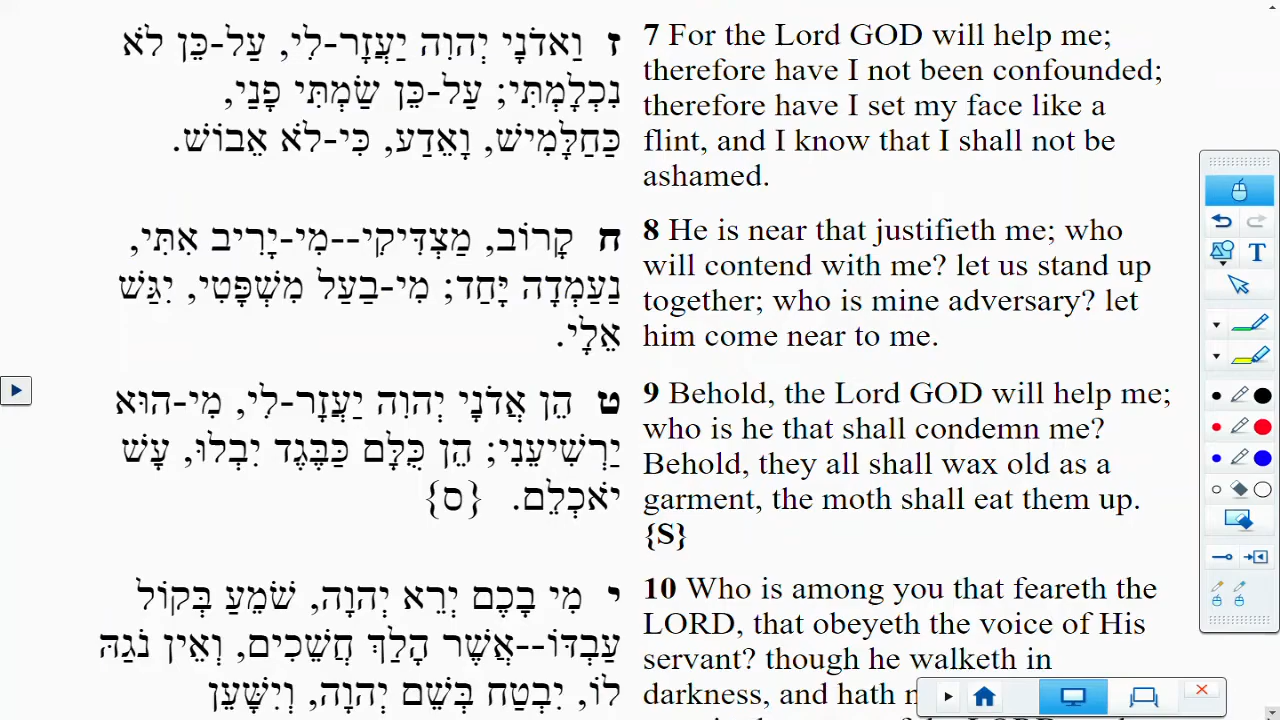 ז וַאדֹנָי יְהוִה יַעֲזָר-לִי, עַל-כֵּן לֹא
נִכְלָמְתִּי; עַל-כֵּן שַׂמְתִּי פָנַי,
כַּחַלָּמִישׁ, וָאֵדַע, כִּי-לֹא אֵבוֹשׁ.
7 For the Lord GOD will help me;
therefore have I not been confounded;
therefore have I set my face like a
flint, and I know that I shall not be
ashamed.
ח קָרוֹב, מַצְדִּיקִי--מִי-יָרִיב אִתִּי,
נַעַמְדָה יָּחַד; מִי-בַעַל מִשְׁפָּטִי, יִגַּשׁ
אֵלָי.
8 He is near that justifieth me; who
will contend with me? let us stand up
together; who is mine adversary? let
him come near to me.
ט הֵן אֲדֹנָי יְהוִה יַעֲזָר-לִי, מִי-הוּא
יַרְשִׁיעֵנִי; הֵן כֻּלָּם כַּבֶּגֶד יִבְלוּ, עָשׁ
יֹאכְלֵם. {ס}
9 Behold, the Lord GOD will help me;
who is he that shall condemn me?
Behold, they all shall wax old as a
garment, the moth shall eat them up.
{S}
י מִי בָכֶם יְרֵא יְהוָה, שֹׁמֵעַ בְּקוֹל
עַבְדּוֹ--אֲשֶׁר הָלַךְ חֲשֵׁכִים, וְאֵין נֹגַהּ
לוֹ, יִבְטַח בְּשֵׁם יְהוָה, וְיִשָּׁעֵן
10 Who is among you that feareth the
LORD, that obeyeth the voice of His
servant? though he walketh in
darkness, and hath
T